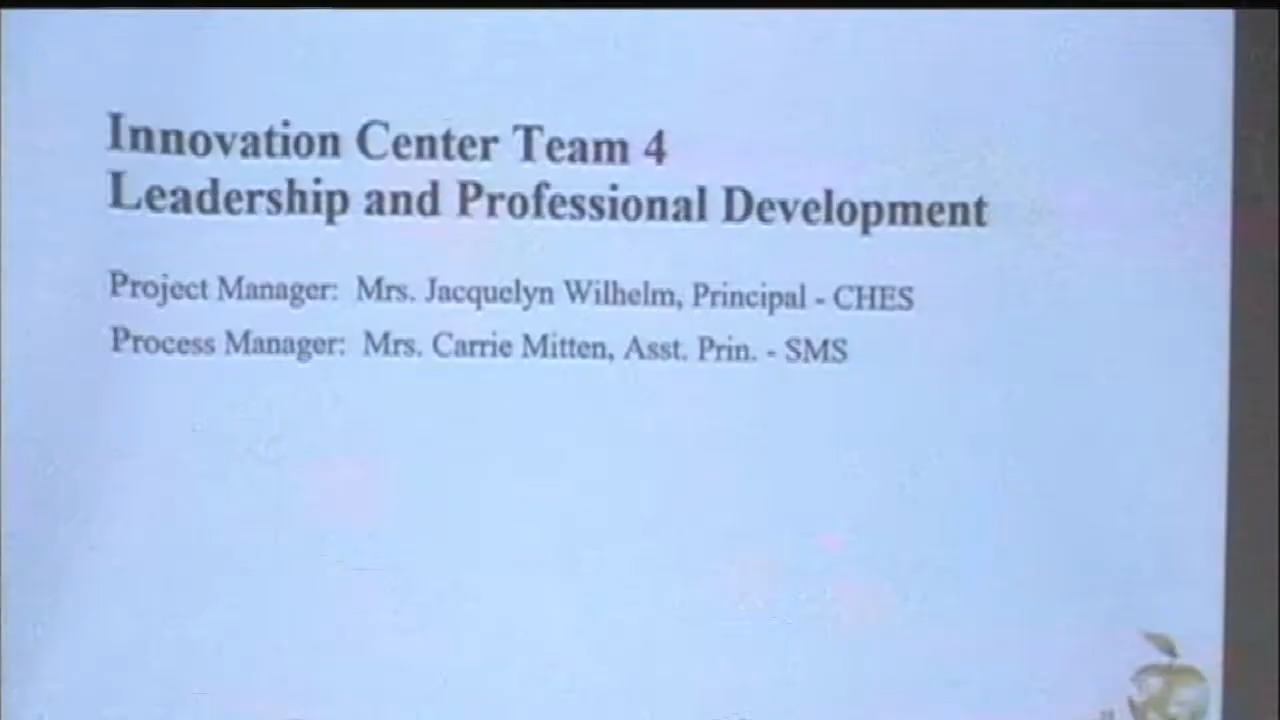 Innovation Center Team 4
Leadership and Professional Development
Project Manager: Mrs. Jacquelyn Wilhelm, Principal - CHES
Process Manager: Mrs. Carrie Mitten, Asst. Prin. - SMS